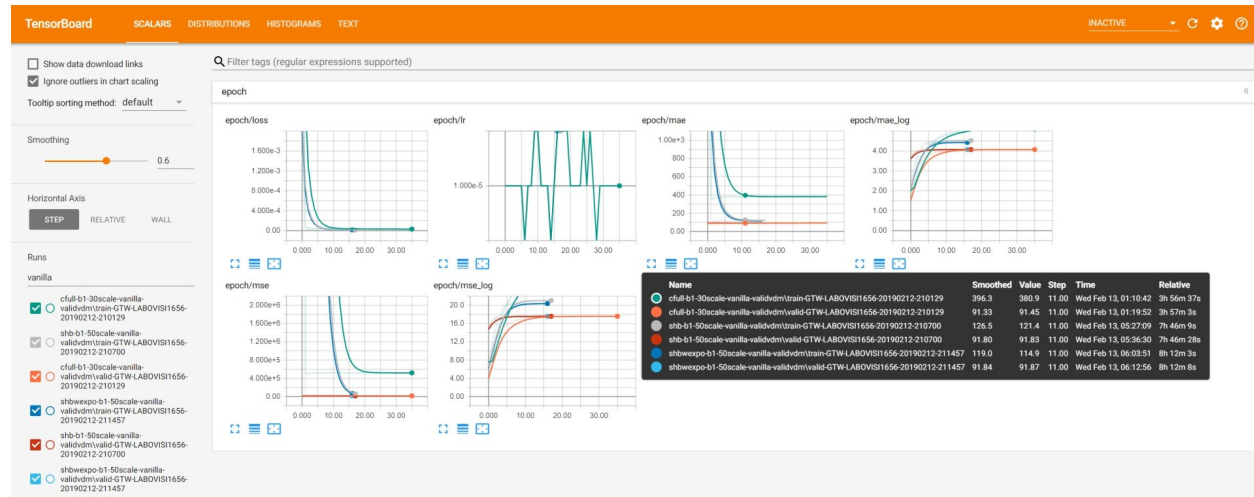 TensorBoard SCALARS DISTRIBUTIONS HISTOGRAMS TEXT INACTIVE
Show data download links
Ignore outliers in chart scaling
Tooltip sorting method: default
Smoothing
0.6
Horizontal Axis
STEP RELATIVE WALL
Runs
vanilla
cfull-b1-30scale-vanilla-
validvdm\train-GTW-LABOVISI1656-
20190212-210129
shb-b1-50scale-vanilla-
validvdm\train-GTW-LABOVISI1656-
20190212-210700
cfull-b1-30scale-vanilla-
validvdm\valid-GTW-LABOVISI1656-
20190212-210129
shbwexpo-b1-50scale-vanilla-
validvdm\train-GTW-LABOVISI1656-
20190212-211457
shb-b1-50scale-vanilla-
validvdm\valid-GTW-LABOVISI1656-
20190212-210700
shbwexpo-b1-50scale-vanilla-
validvdm\valid-GTW-LABOVISI1656-
20190212-211457
Filter tags (regular expressions supported)
epoch 6
epoch/loss
1.600e-3
1.200e-3
8.000e-4
4.000e-4
0.00
0.000 10.00 20.00 30.00
epoch/lr
1.000e-5
0.000 10.00 20.00 30.00
epoch/mae
1.00e+3
800
600
400
200
0.00
0.000 10.00 20.00 30.00
epoch/mae_log
4.00
3.00
2.00
1.00
0.00
0.000 10.00 20.00 30.00
epoch/mse
2.000e+6
1.600e+6
1.200e+6
8.000e+5
4.000e+5
0.00
0.000 10.00 20.00 30.00
epoch/mse_log
20.0
16.0
12.0
8.00
4.00
0.00
0.000 10.00 20.00 30.00
Name Smoothed Value Step Time Relative
cfull-b1-30scale-vanilla-validvdm\train-GTW-LABOVISI1656-20190212-210129 396.3 380.9 11.00 Wed Feb 13, 01:10:42 3h 56m 37s
cfull-b1-30scale-vanilla-validvdm\valid-GTW-LABOVISI1656-20190212-210129 91.33 91.45 11.00 Wed Feb 13, 01:19:52 3h 57m 3s
shb-b1-50scale-vanilla-validvdm\train-GTW-LABOVISI1656-20190212-210700 126.5 121.4 11.00 Wed Feb 13, 05:27:09 7h 46m 9s
shb-b1-50scale-vanilla-validvdm\valid-GTW-LABOVISI1656-20190212-210700 91.80 91.83 11.00 Wed Feb 13, 05:36:30 7h 46m 28s
shbwexpo-b1-50scale-vanilla-validvdm\train-GTW-LABOVISI1656-20190212-211457 119.0 114.9 11.00 Wed Feb 13, 06:03:51 8h 12m 3s
shbwexpo-b1-50scale-vanilla-validvdm\valid-GTW-LABOVISI1656-20190212-211457 91.84 91.87 11.00 Wed Feb 13, 06:12:56 8h 12m 8s